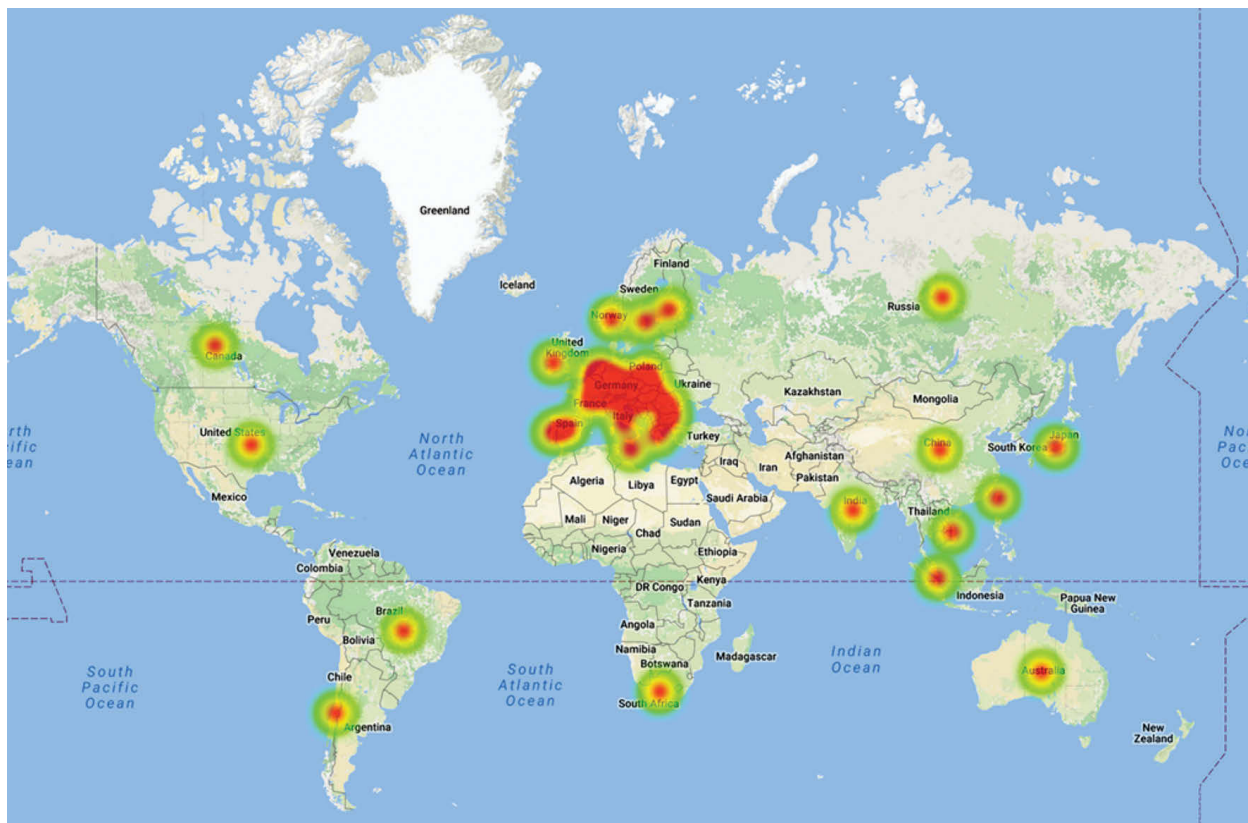 Greenland
Iceland
Finland
Sweden
Norway
Russia
United
Kingdom
Canada
Poland
Germany
Ukraine
Kazakhstan
Mongolia
France
Italy
Spain
United States
North
Atlantic
Ocean
Turkey
China
South Korea
Japan
Iraq
Iran
Afghanistan
Pakistan
Algeria
Libya
Egypt
Saudi Arabia
Mexico
India
Mali
Niger
Chad
Sudan
Thailand
Nigeria
Ethiopia
Venezuela
Colombia
DR Congo
Kenya
Indonesia
Papua New
Guinea
Tanzania
Brazil
Peru
Angola
Bolivia
Namibia
Botswana
Madagascar
Indian
Ocean
South
Pacific
Ocean
South
Atlantic
Ocean
Chile
Australia
South Africa
Argentina
New
Zealand